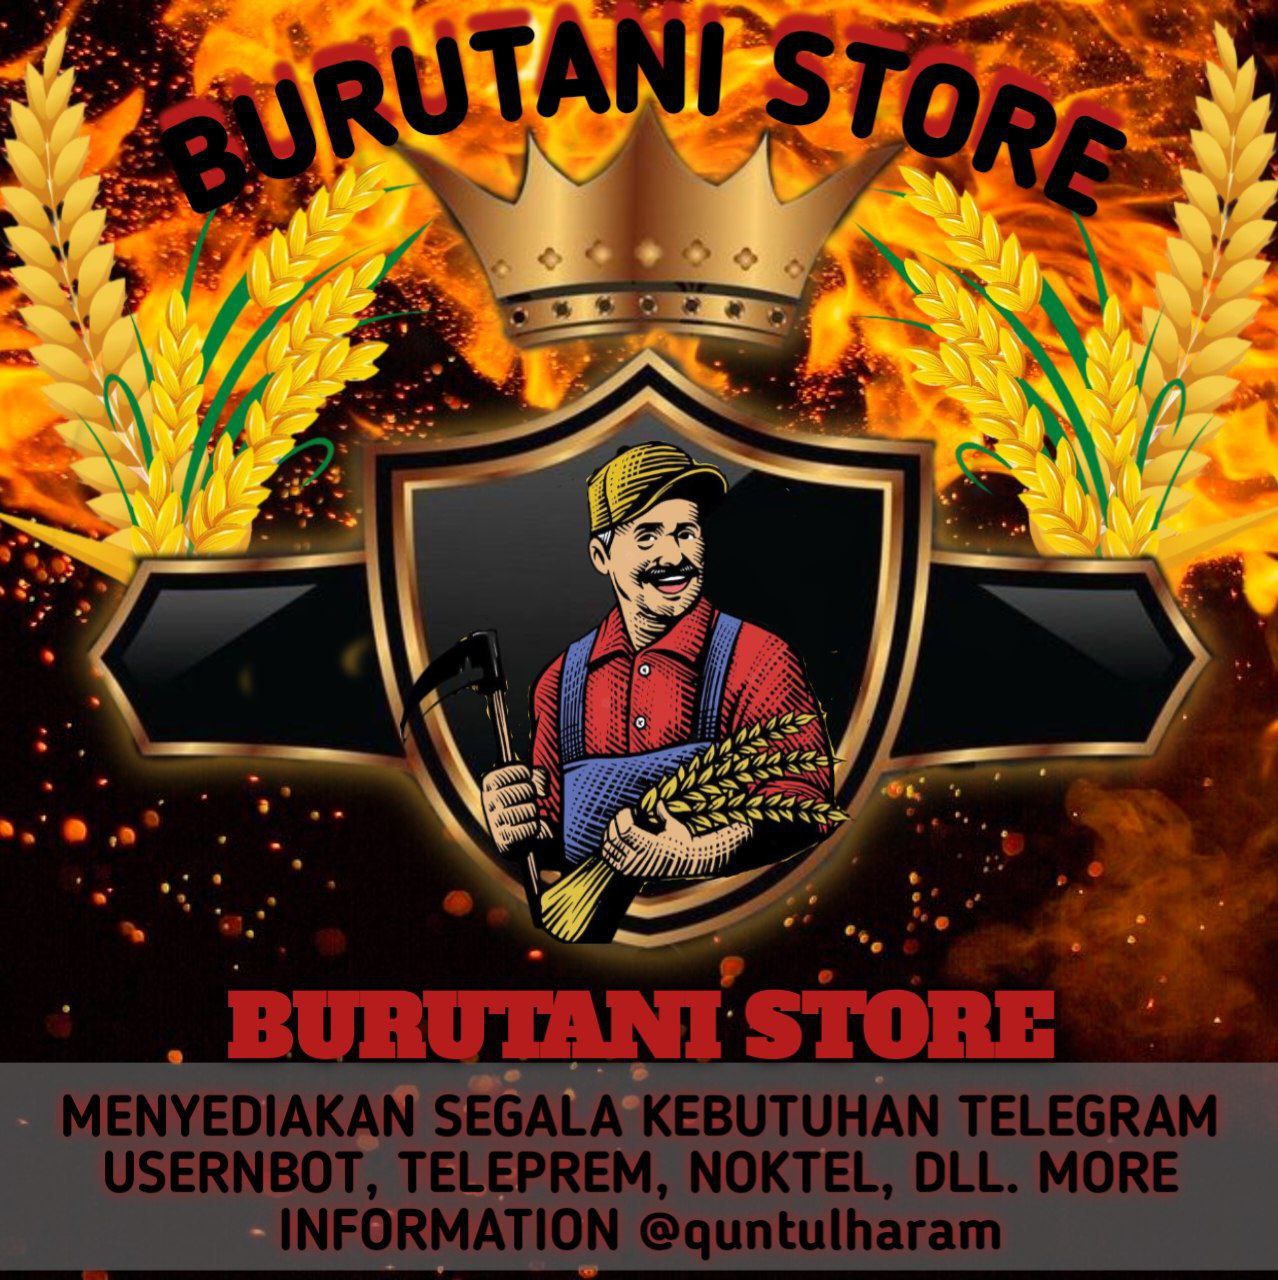 BURUTANI STORE
BURUTANI STORE
MENYEDIAKAN SEGALA KEBUTUHAN TELEGRAM
USERNBOT, TELEPREM, NOKTEL, DLL. MORE
INFORMATION @quntulharam